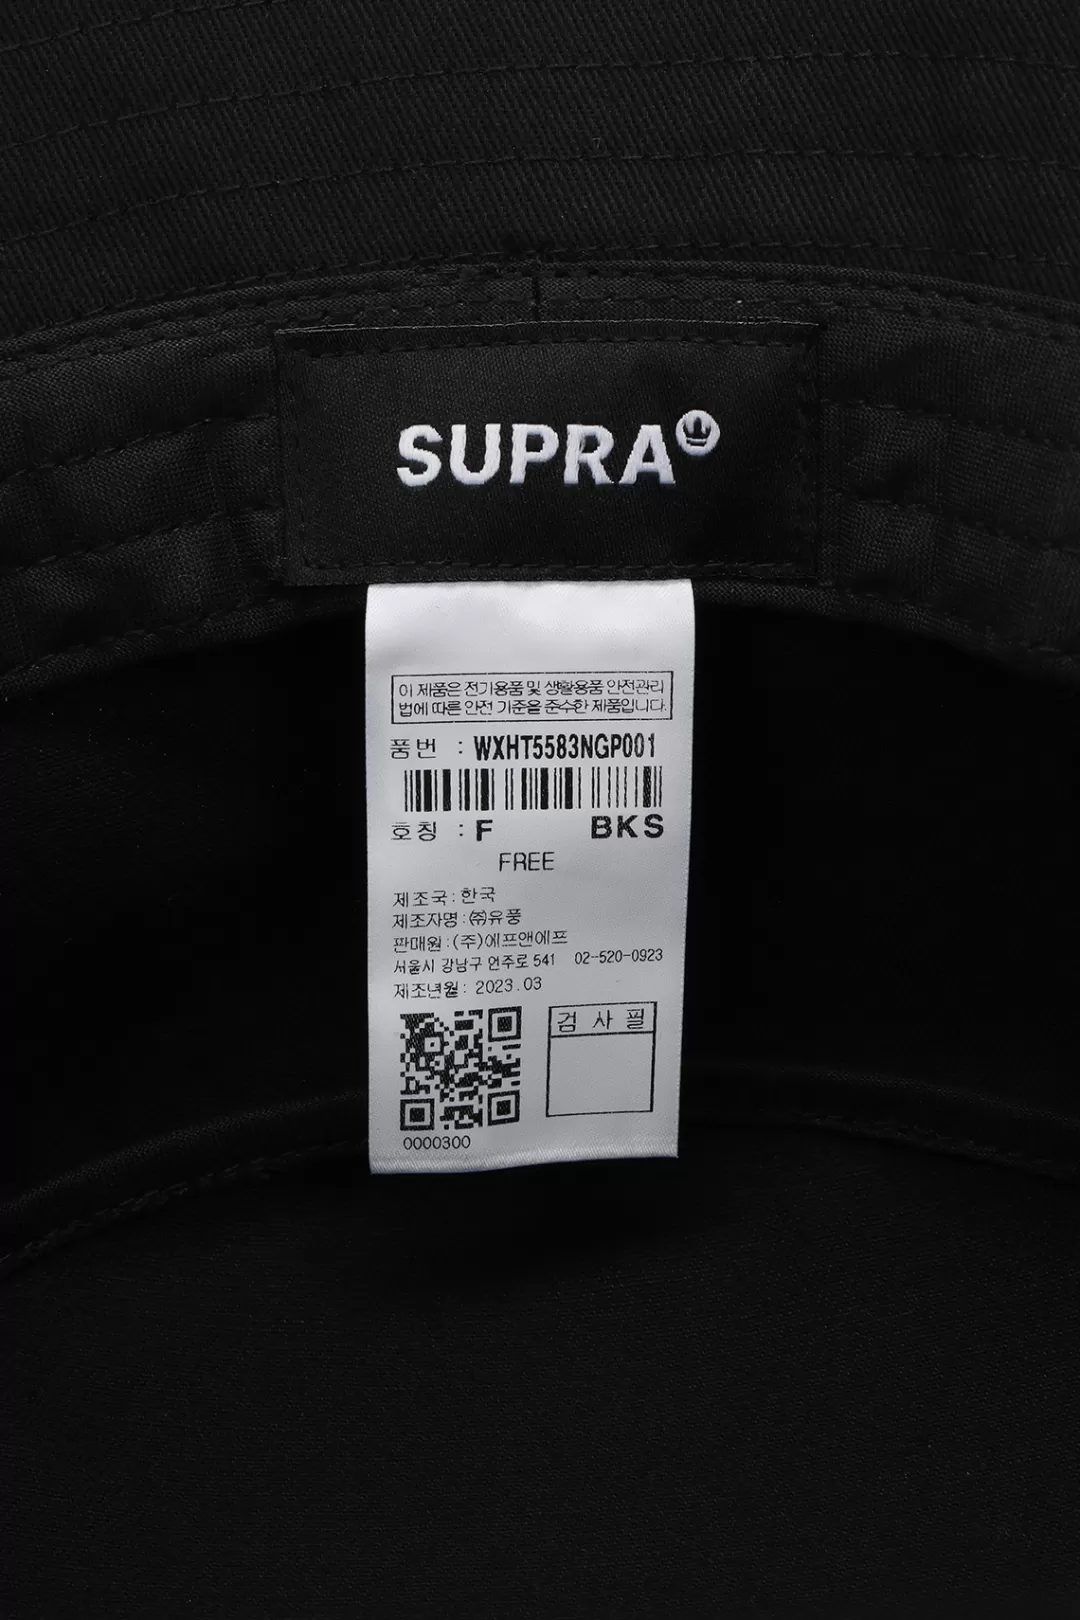 SUPRA
이 제품은 전기용품 및 생활용품 안전관리
법에 따른 안전 기준을 준수한 제품입니다.
품번 : WXHT5583NGP001
호칭 : F BKS
FREE
제조국 : 한국
제조자명 : ㈜유풍
판매원 : (주)에프앤에프
서울시 강남구 언주로 541 02-520-0923
제조년월 : 2023.03
검 사 필
0000300